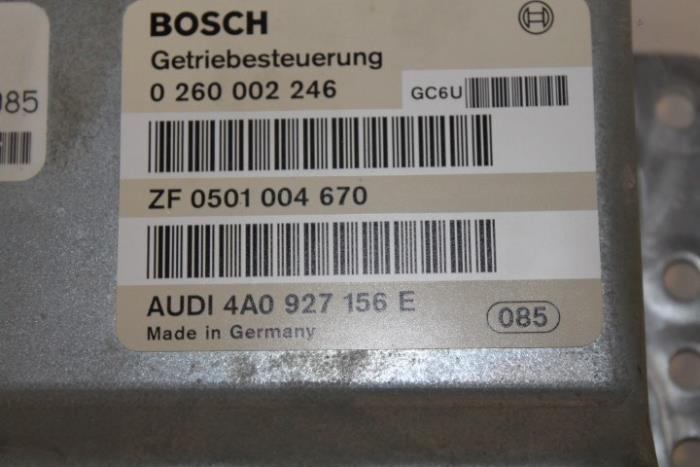 BOSCH
Getriebesteuerung
0 260 002 246 GC6U
ZF 0501 004 670
AUDI 4A0 927 156 E
Made in Germany
085
085